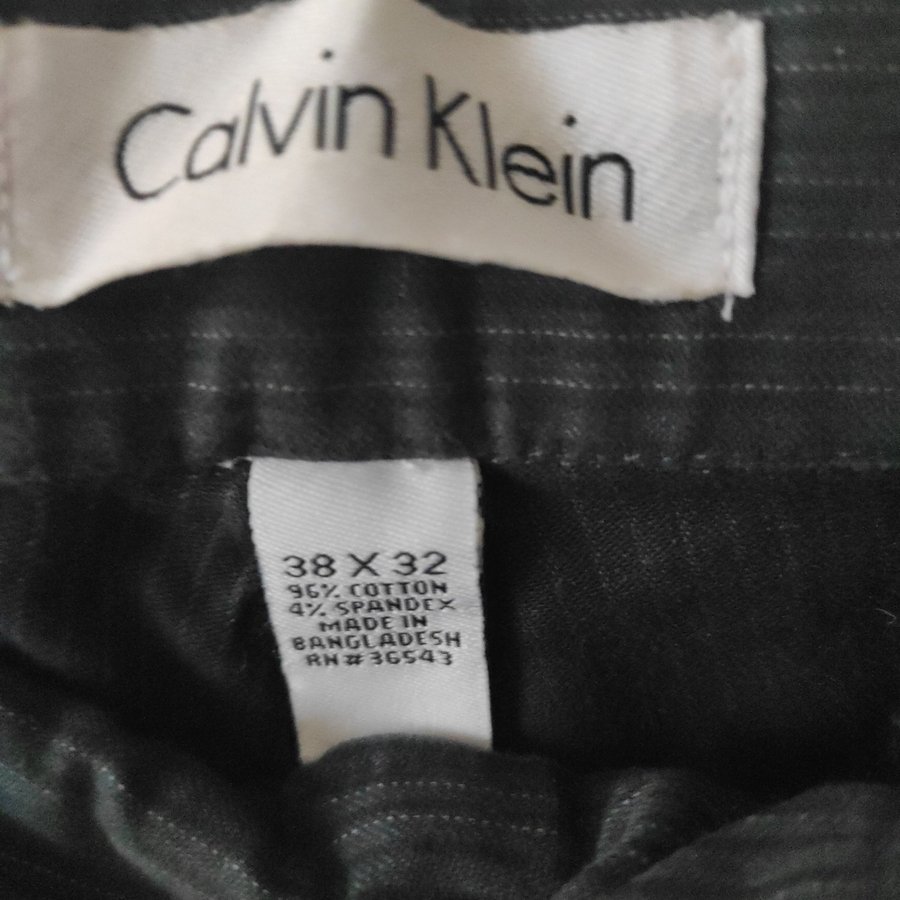 Calvin Klein
38 X 32
96% COTTON
4% SPANDEX
MADE IN
BANGLADESH
RN#36543